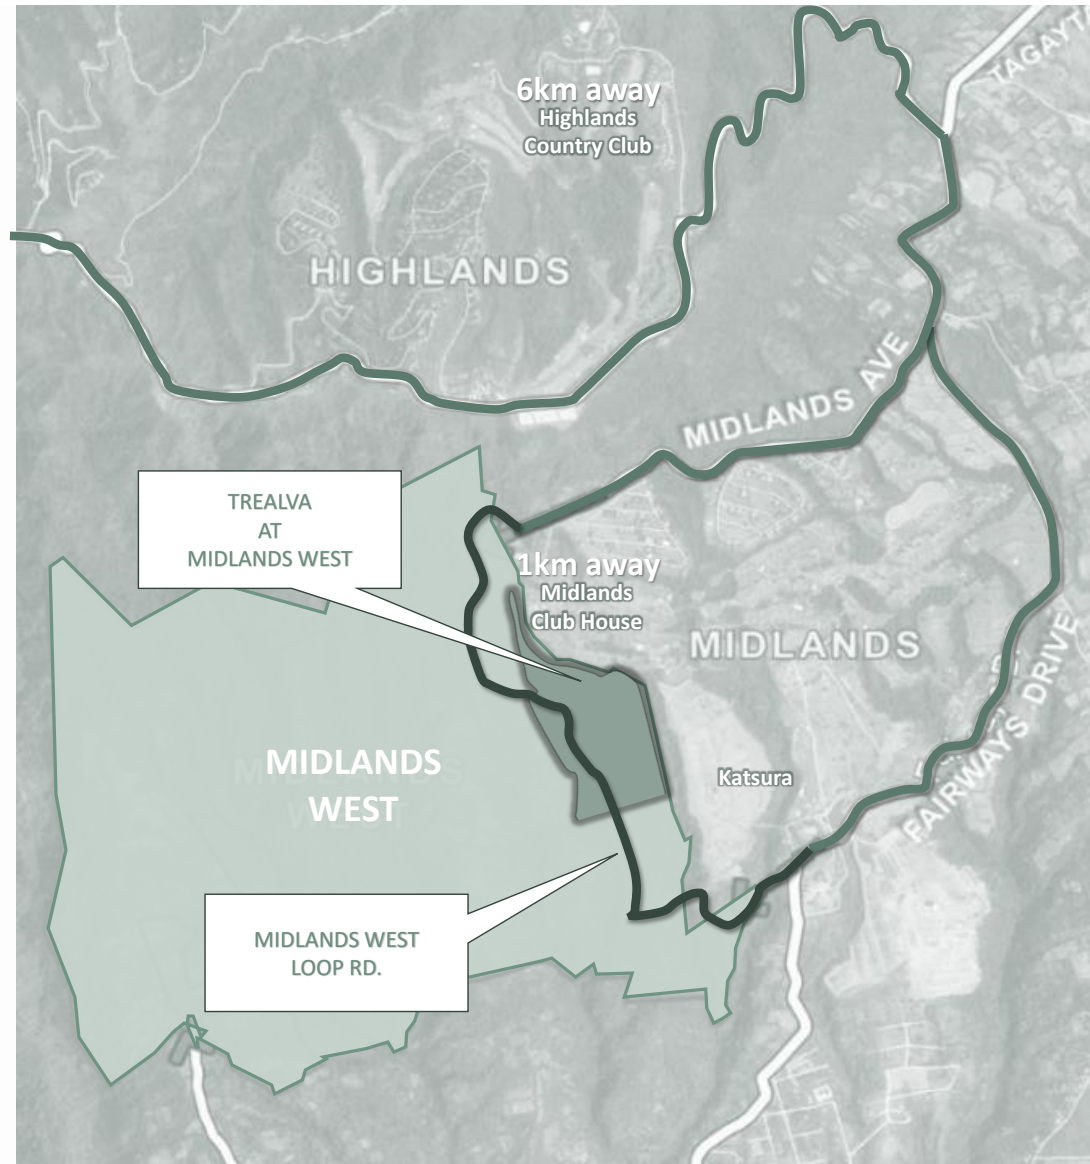 TAGAYT
6km away
Highlands
Country Club
HIGHLANDS
MIDLANDS AVE
TREALVA
AT
MIDLANDS WEST
1km away
Midlands
Club House
MIDLANDS
FAIRWAYS DRIVE
MIDLANDS
WEST
Katsura
MIDLANDS WEST
LOOP RD.